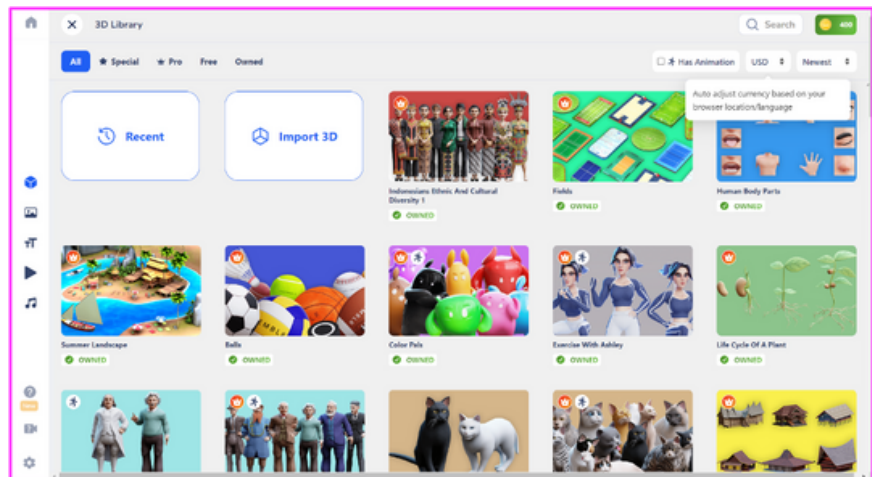 3D Library
Search
400
All
Special
Pro
Free
Owned
Has Animation
USD
Newest
Auto adjust currency based on your
browser location/language
Recent
Import 3D
Indonesians Ethnic And Cultural
Diversity 1
OWNED
Fields
OWNED
Human Body Parts
OWNED
Summer Landscape
OWNED
Balls
OWNED
Color Pals
OWNED
Exercise With Ashley
OWNED
Life Cycle Of A Plant
OWNED